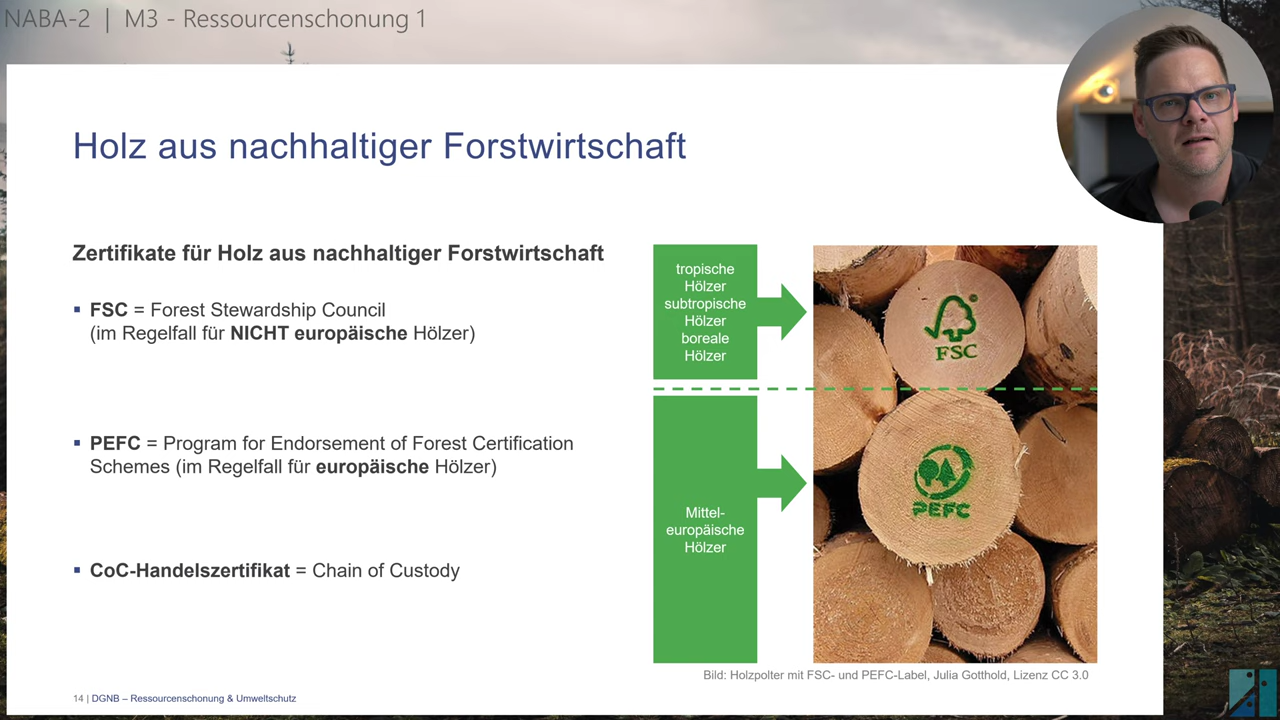 NABA-2 | M3 - Ressourcenschonung 1
Holz aus nachhaltiger Forstwirtschaft
Zertifikate für Holz aus nachhaltiger Forstwirtschaft
▪ FSC = Forest Stewardship Council
(im Regelfall für NICHT europäische Hölzer)
▪ PEFC = Program for Endorsement of Forest Certification
Schemes (im Regelfall für europäische Hölzer)
▪ CoC-Handelszertifikat = Chain of Custody
tropische
Hölzer
subtropische
Hölzer
boreale
Hölzer
Mittel-
europäische
Hölzer
FSC
PEFC
Bild: Holzpolter mit FSC- und PEFC-Label, Julia Gotthold, Lizenz CC 3.0
14 | DGNB – Ressourcenschonung & Umweltschutz